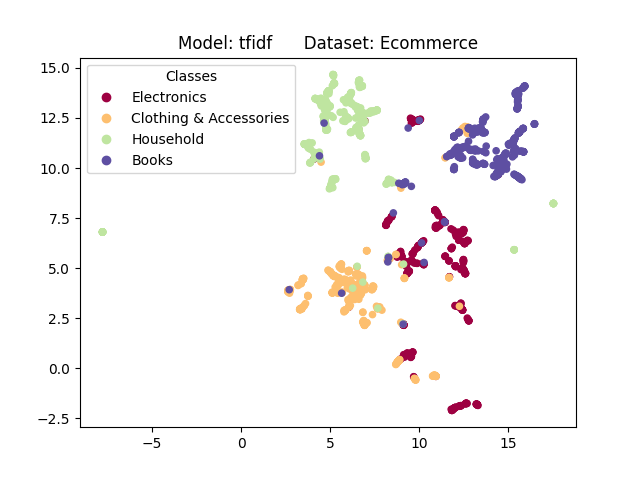 Model: tfidf      Dataset: Ecommerce
Classes
Electronics
Clothing & Accessories
Household
Books
15.0
12.5
10.0
7.5
5.0
2.5
0.0
−2.5
−5
0
5
10
15